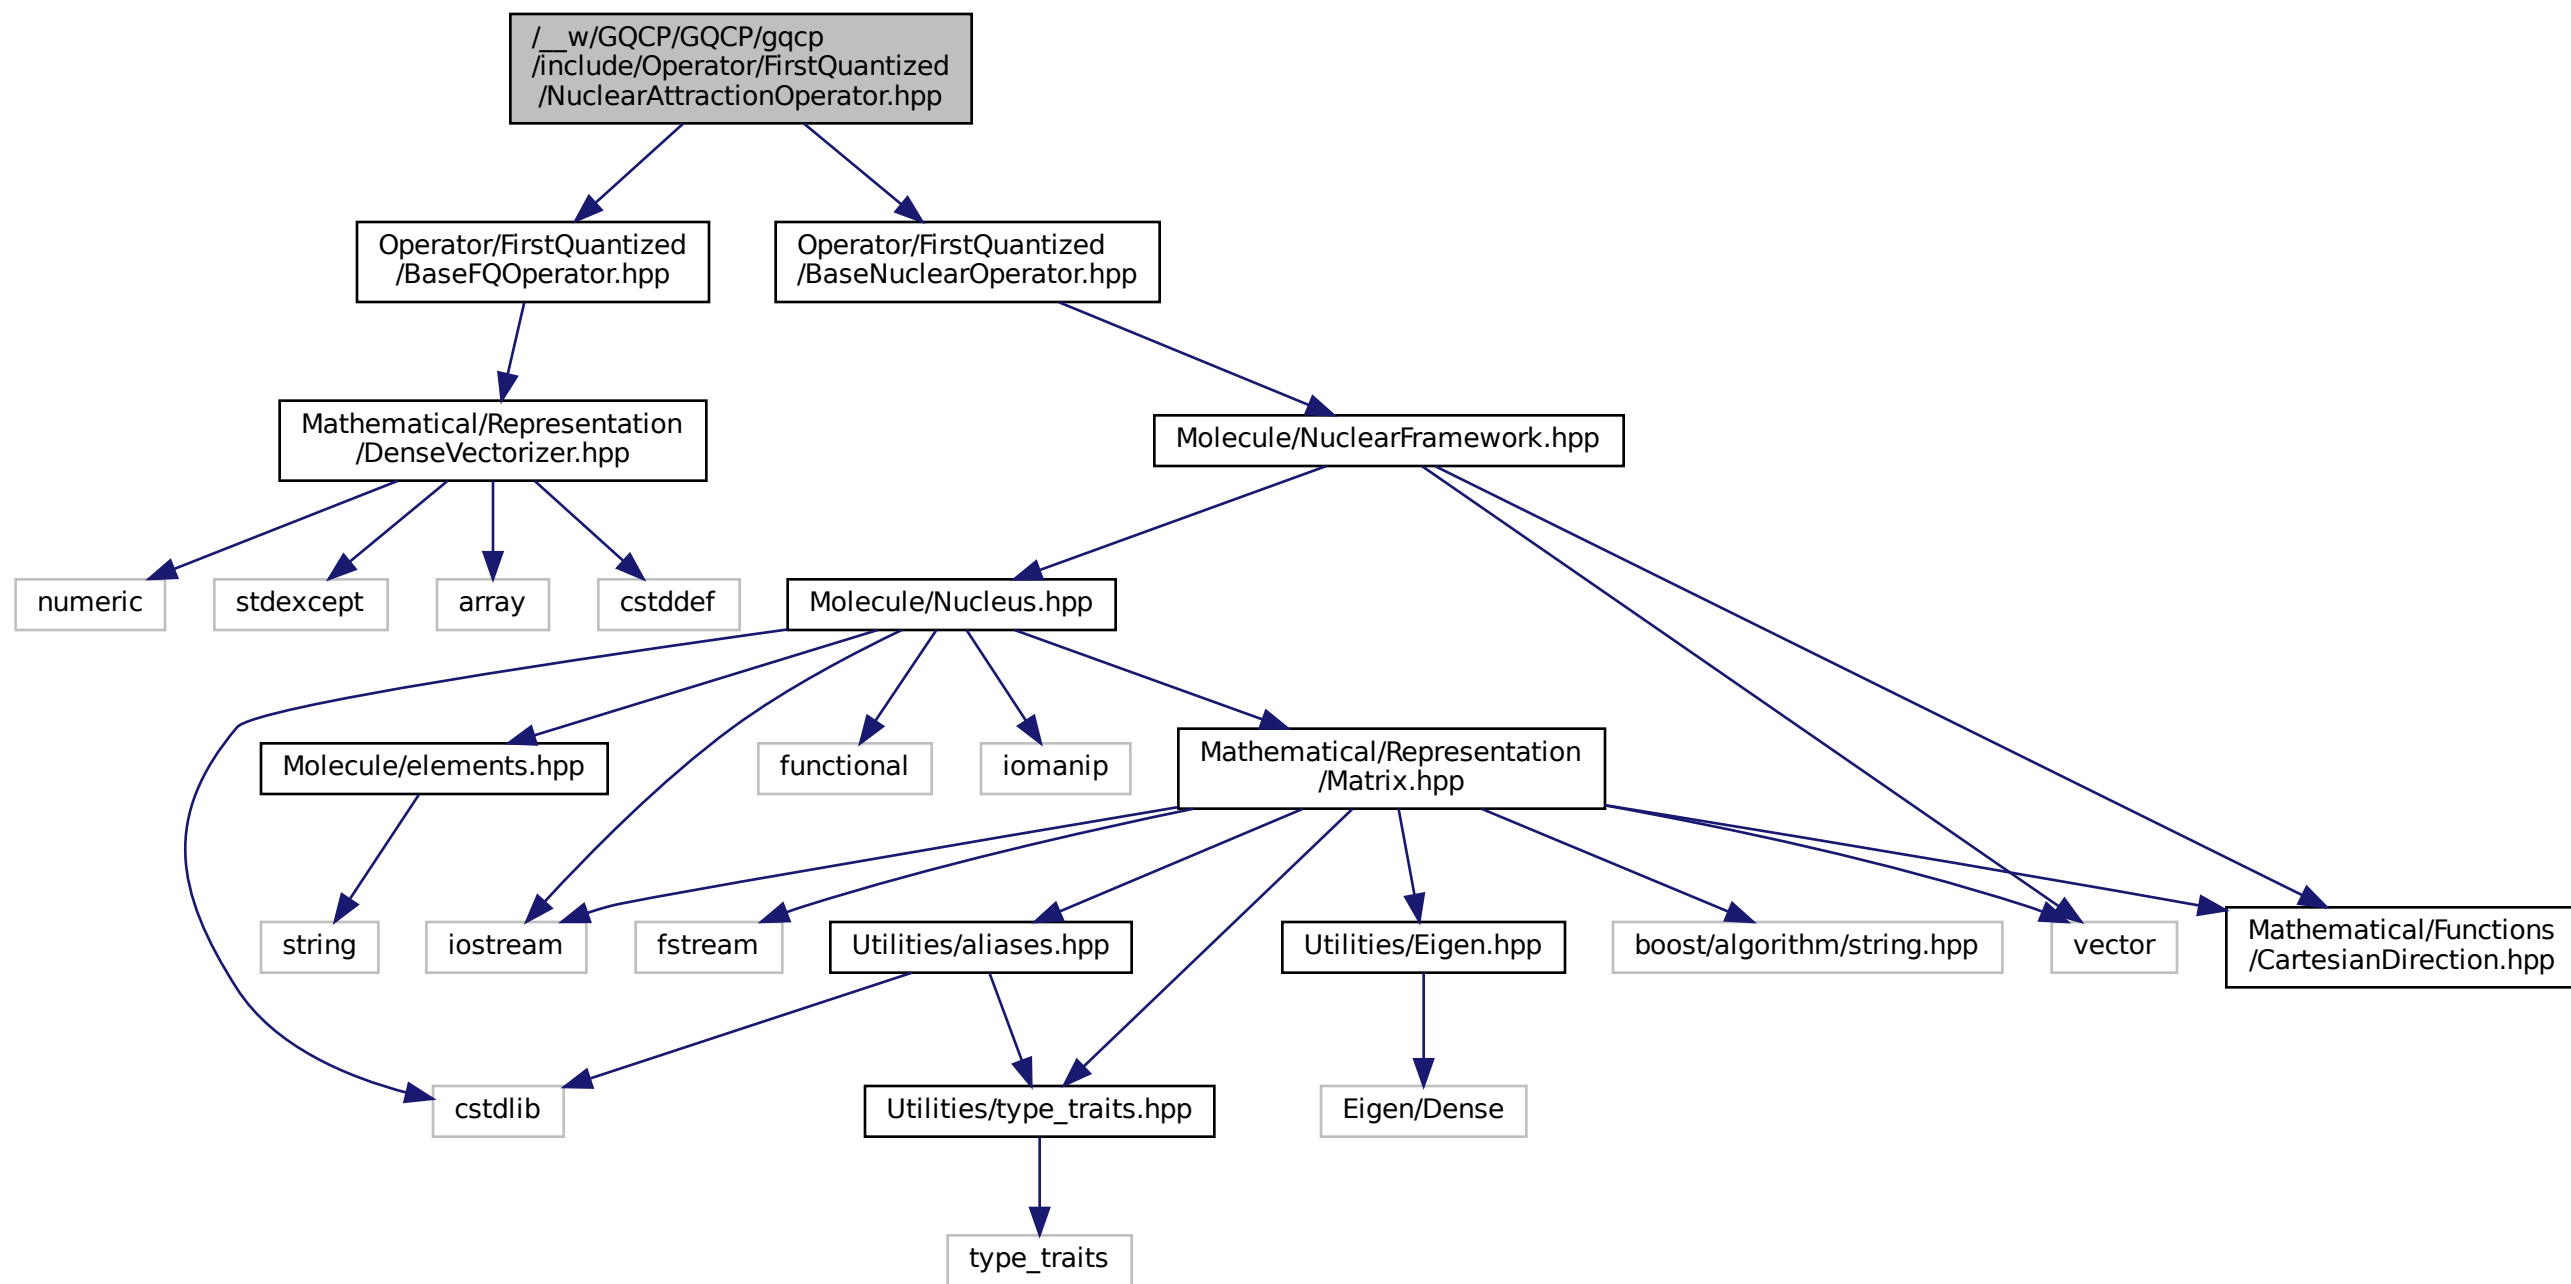 /__w/GQCP/GQCP/gqcp
/include/Operator/FirstQuantized
/NuclearAttractionOperator.hpp
Operator/FirstQuantized
/BaseFQOperator.hpp
Operator/FirstQuantized
/BaseNuclearOperator.hpp
Mathematical/Representation
/DenseVectorizer.hpp
Molecule/NuclearFramework.hpp
numeric
stdexcept
array
cstddef
Molecule/Nucleus.hpp
Molecule/elements.hpp
functional
iomanip
Mathematical/Representation
/Matrix.hpp
string
iostream
fstream
Utilities/aliases.hpp
Utilities/Eigen.hpp
boost/algorithm/string.hpp
vector
Mathematical/Functions
/CartesianDirection.hpp
cstdlib
Utilities/type_traits.hpp
Eigen/Dense
type_traits